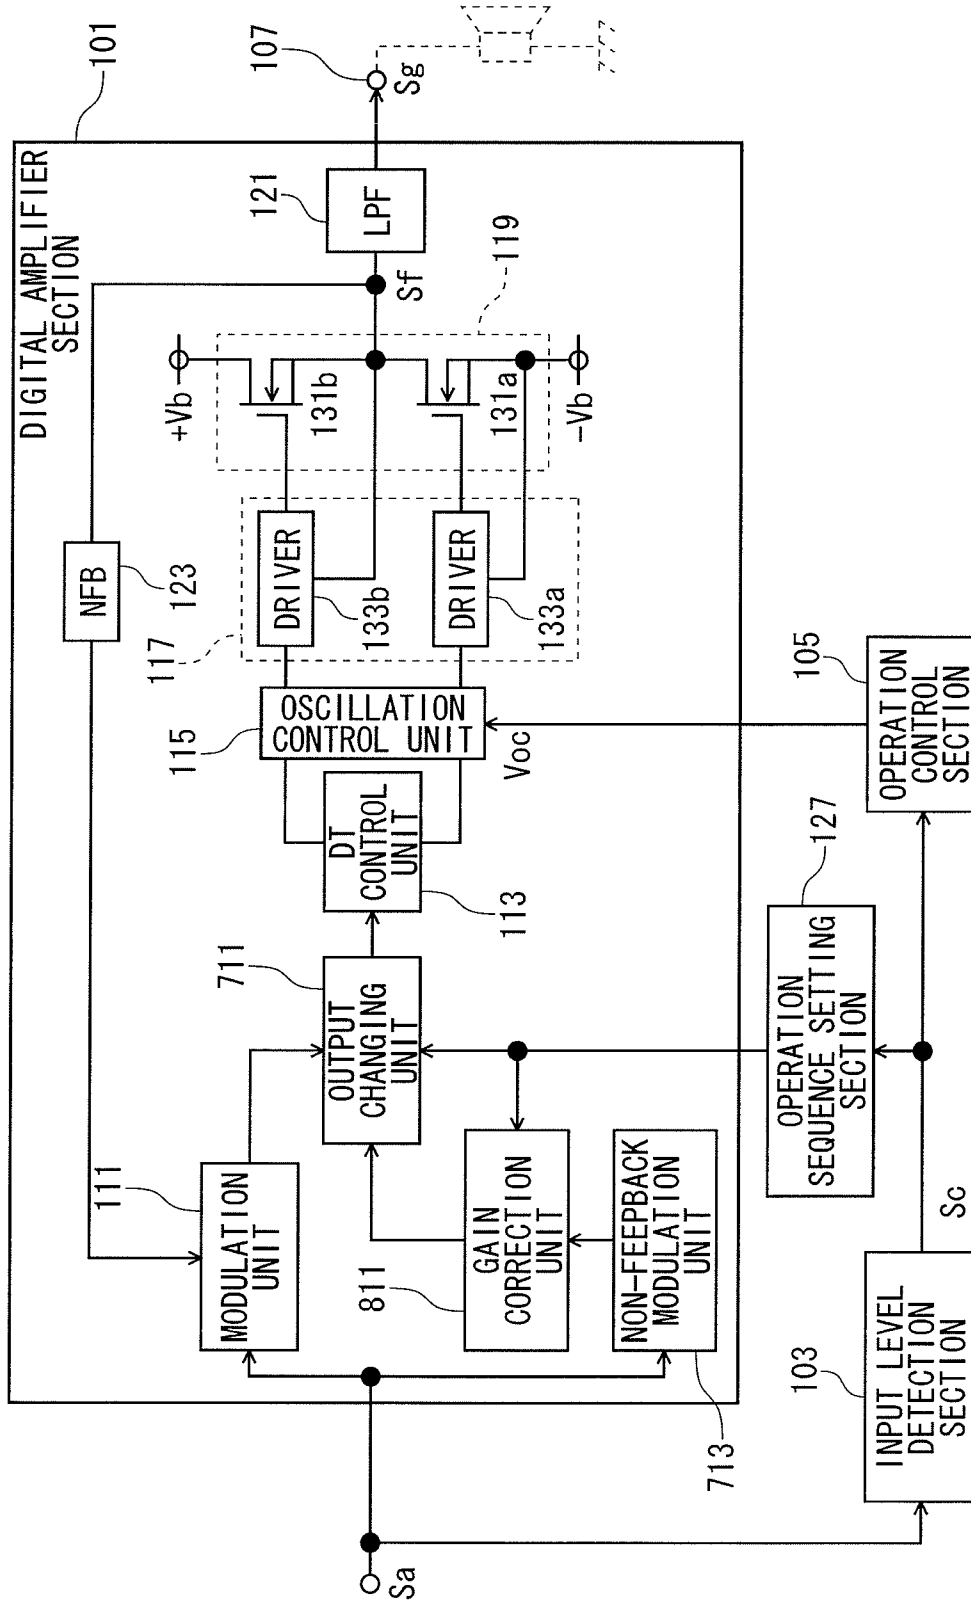 DIGITAL AMPLIFIER
SECTION
101
NFB
123
111
MODULATION
UNIT
711
OUTPUT
CHANGING
UNIT
DT
CONTROL
UNIT
113
115
OSCILLATION
CONTROL UNIT
Voc
117
DRIVER
133b
DRIVER
133a
+Vb
131b
131a
-Vb
119
Sf
121
LPF
107
Sg
811
GAIN
CORRECTION
UNIT
NON-FEEPBACK
MODULATION
UNIT
713
Sa
103
INPUT LEVEL
DETECTION
SECTION
Sc
127
OPERATION
SEQUENCE SETTING
SECTION
105
OPERATION
CONTROL
SECTION